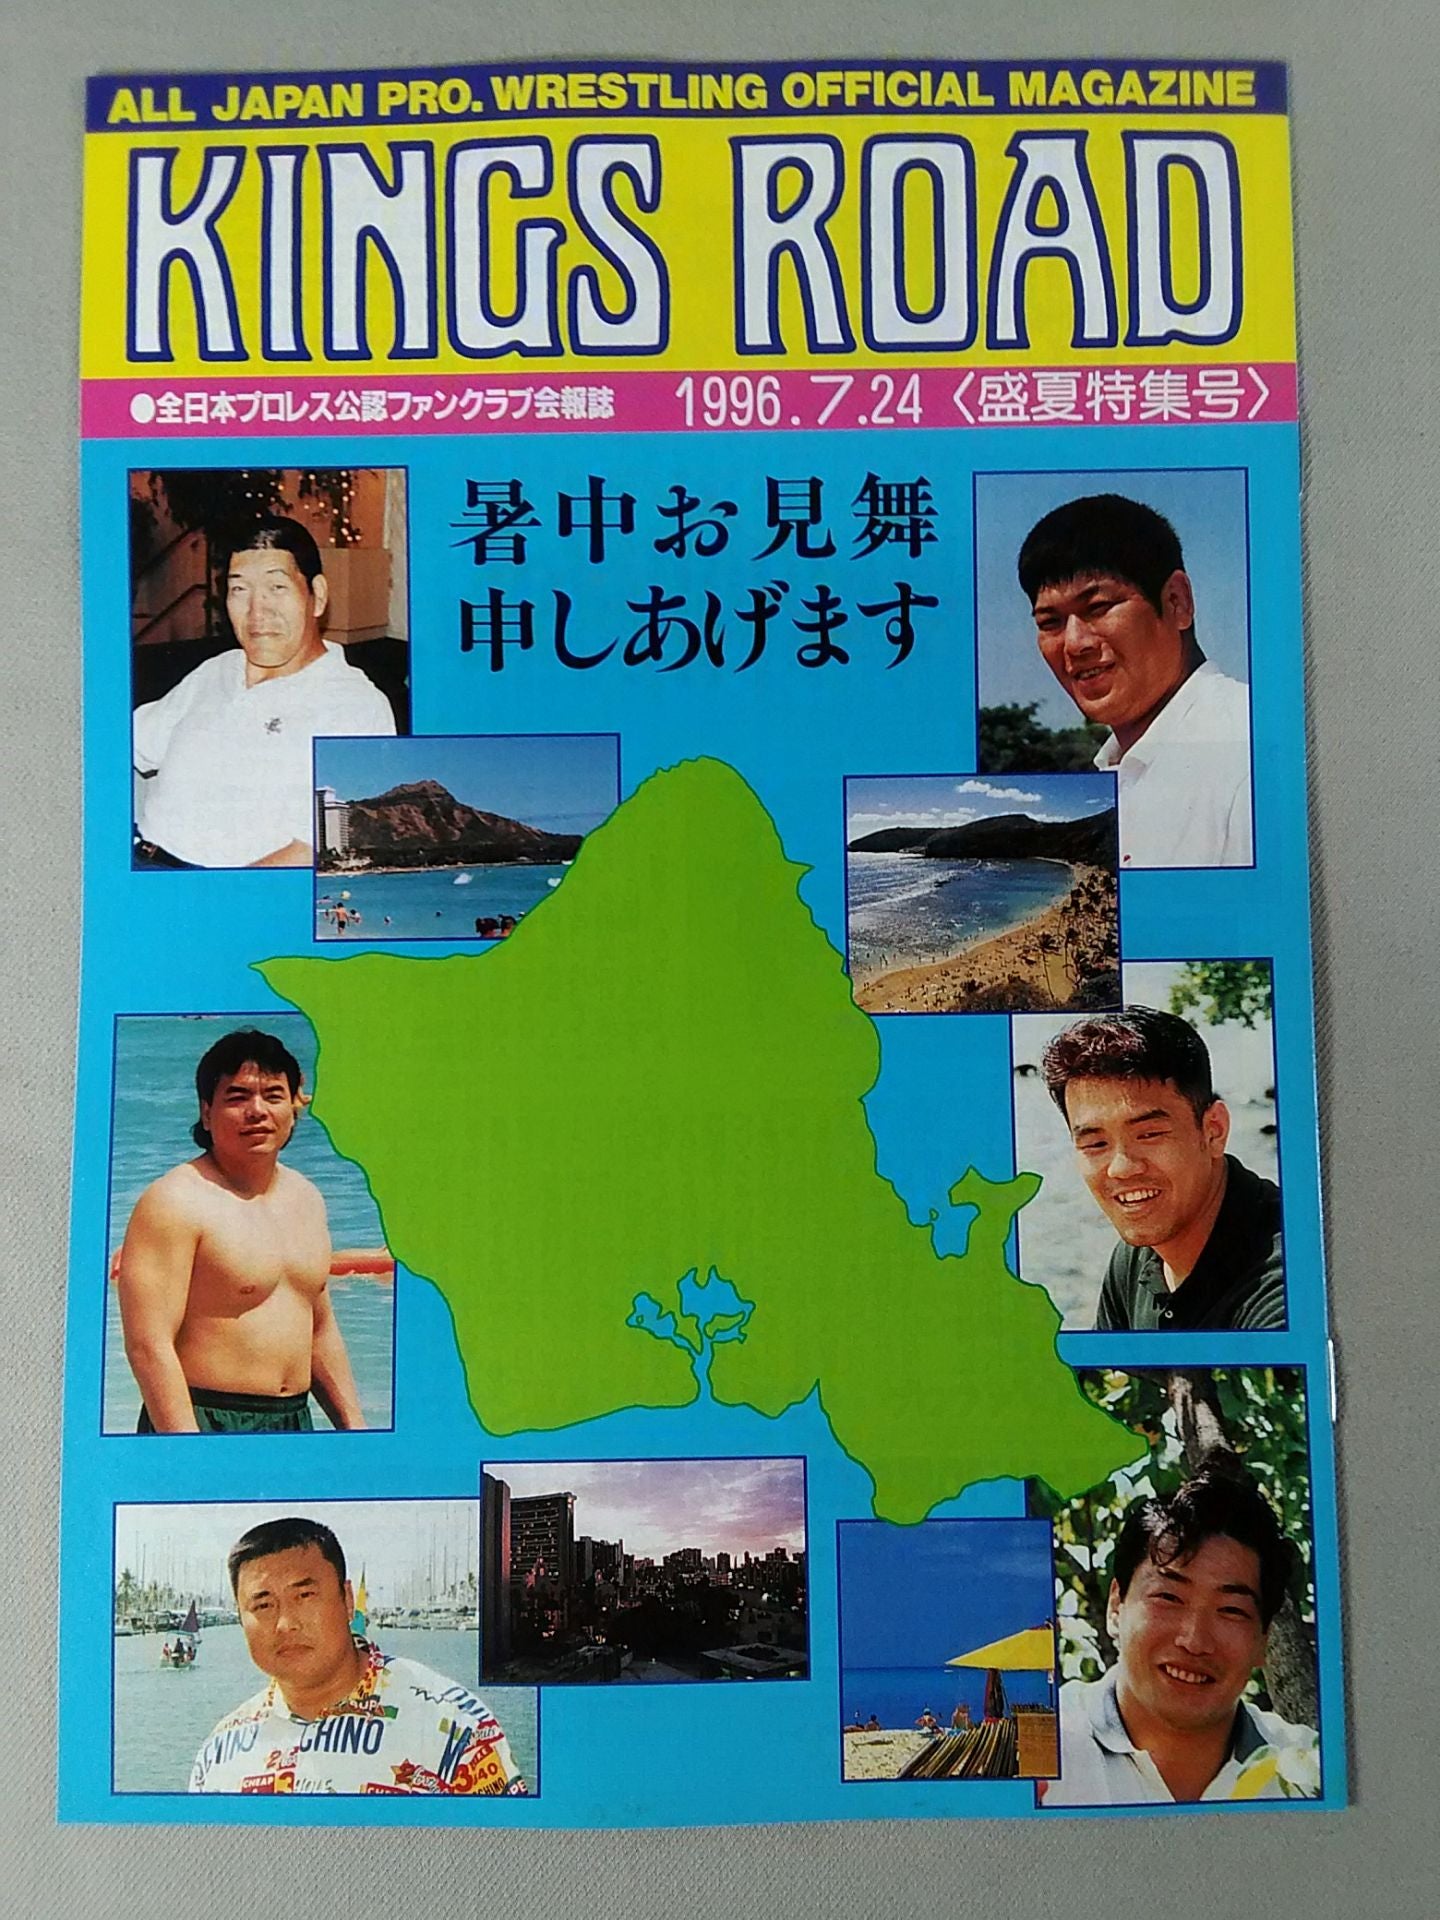 ALL JAPAN PRO. WRESTLING OFFICIAL MAGAZINE
KINGS ROAD
●全日本プロレス公認ファンクラブ会報誌 1996.7.24〈盛夏特集号〉
暑中お見舞
申しあげます
CHINO
CHEAP